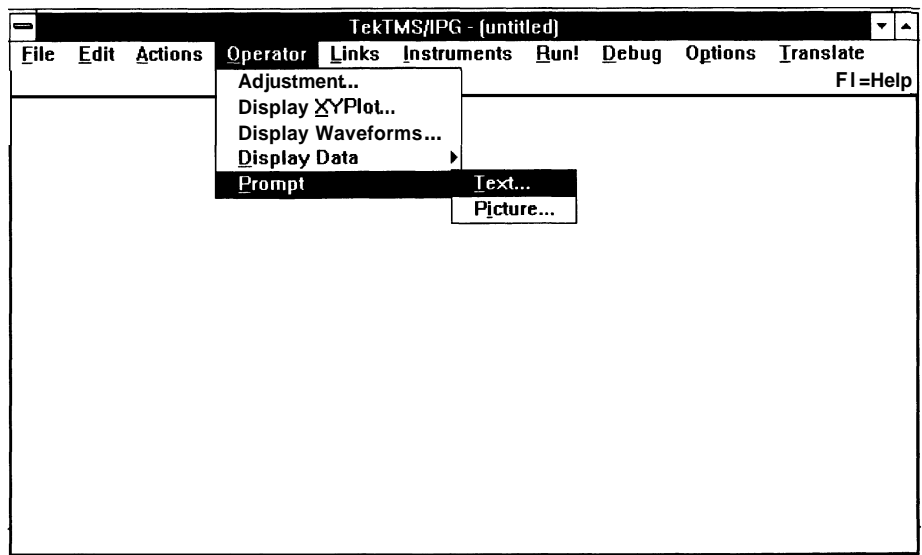 TekTMS/IPG - (untitled)
File Edit Actions Operator Links Instruments Run! Debug Options Translate
F1=Help
Adjustment...
Display XYPlot...
Display Waveforms...
Display Data
Prompt
Text...
Picture...